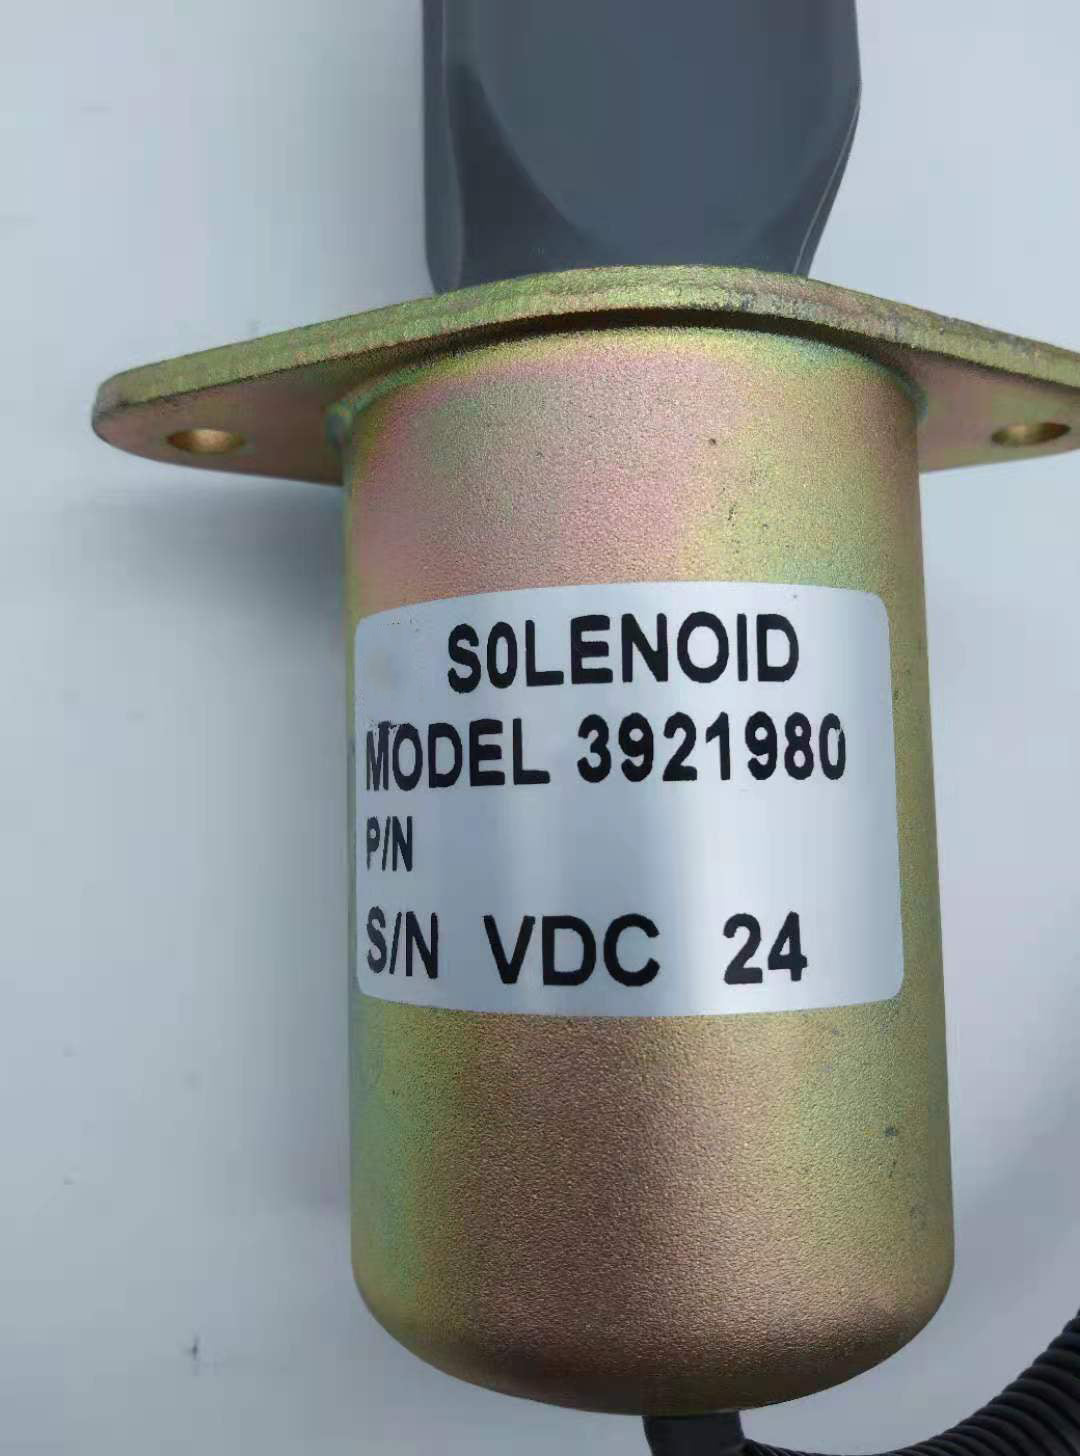 S0LENOID
MODEL 3921980
P/N
S/N VDC 24